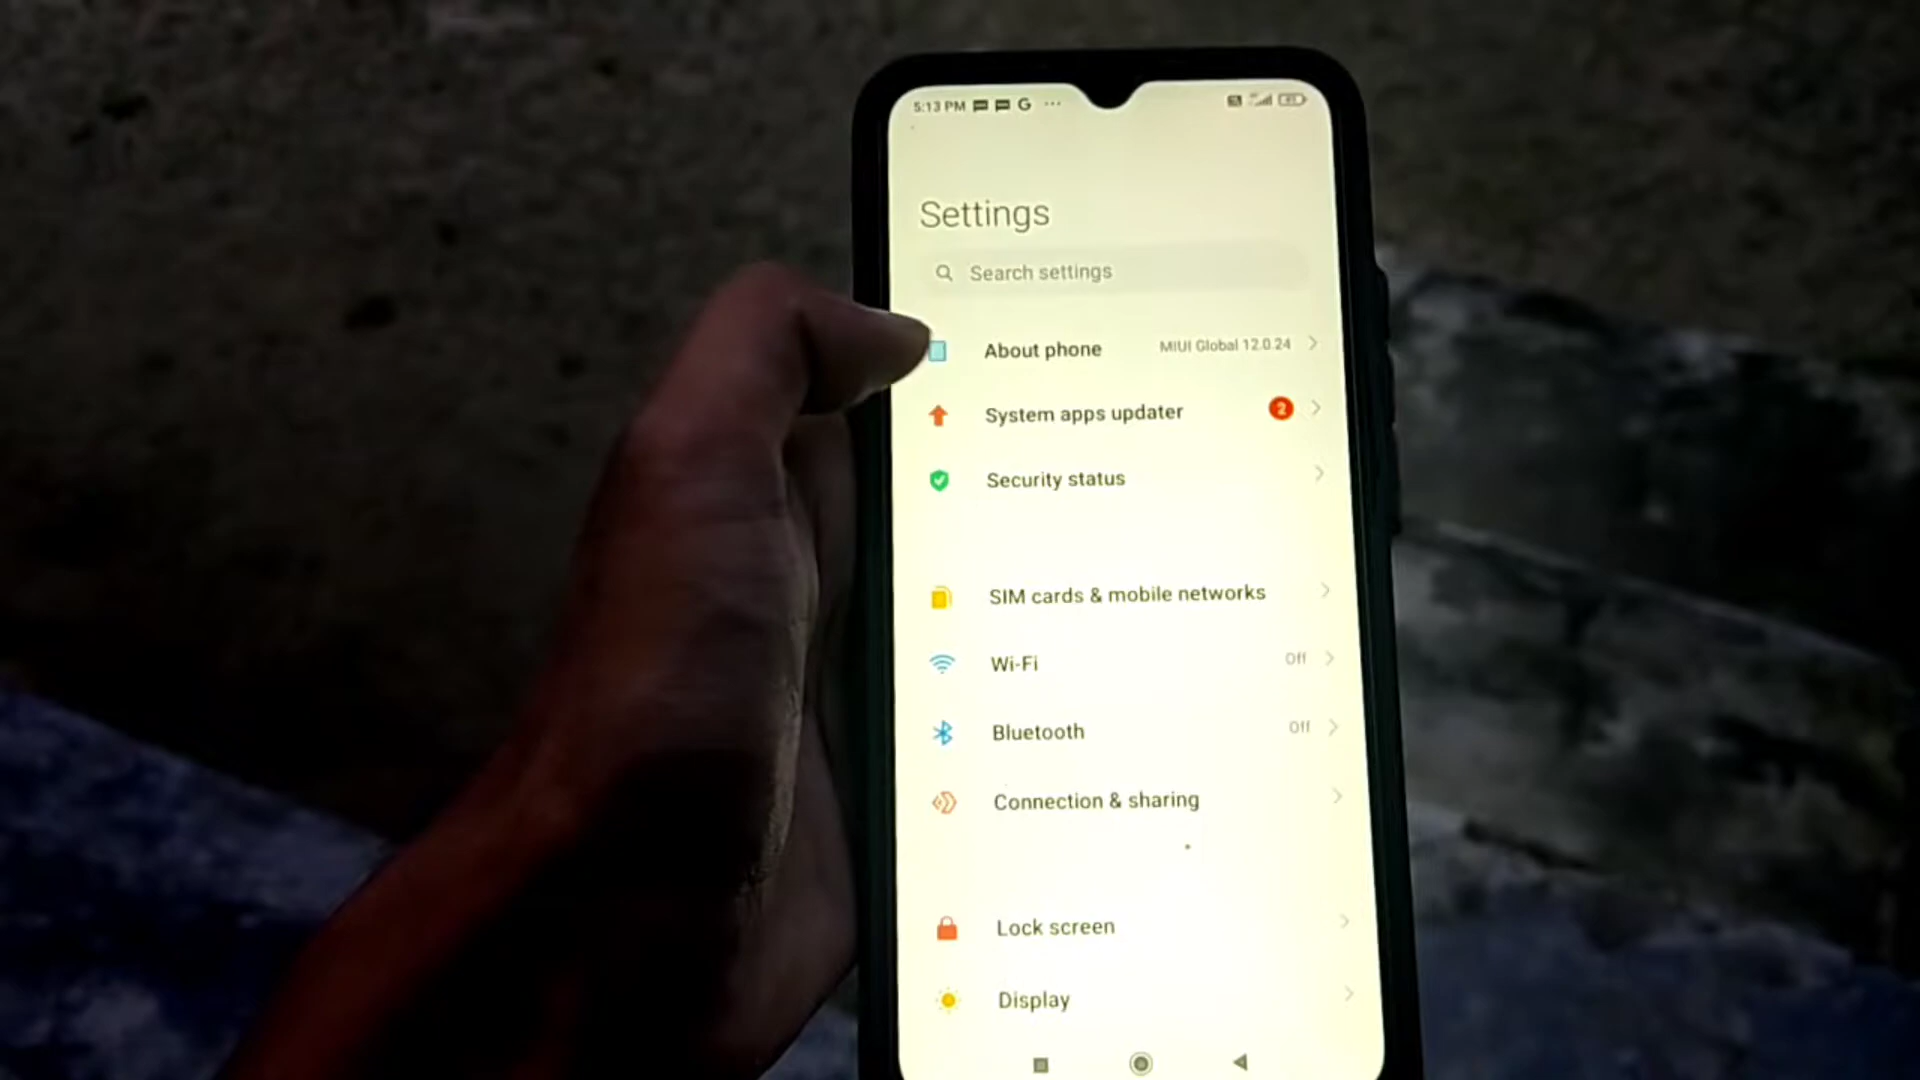 5:13 PM G ...
Settings
Search settings
About phone MIUI Global 12.0.24
System apps updater 2
Security status
SIM cards & mobile networks
Wi-Fi Off
Bluetooth Off
Connection & sharing
Lock screen
Display